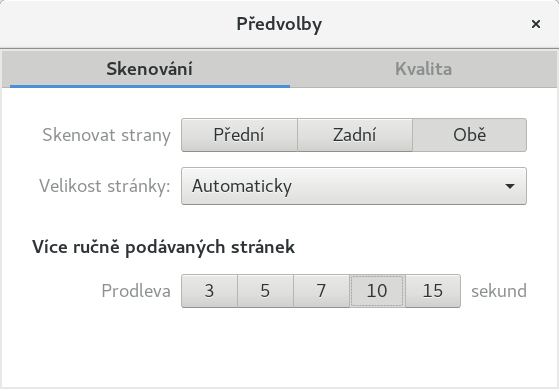 Předvolby
Skenování Kvalita
Skenovat strany Přední Zadní Obě
Velikost stránky: Automaticky
Více ručně podávaných stránek
Prodleva 3 5 7 10 15 sekund